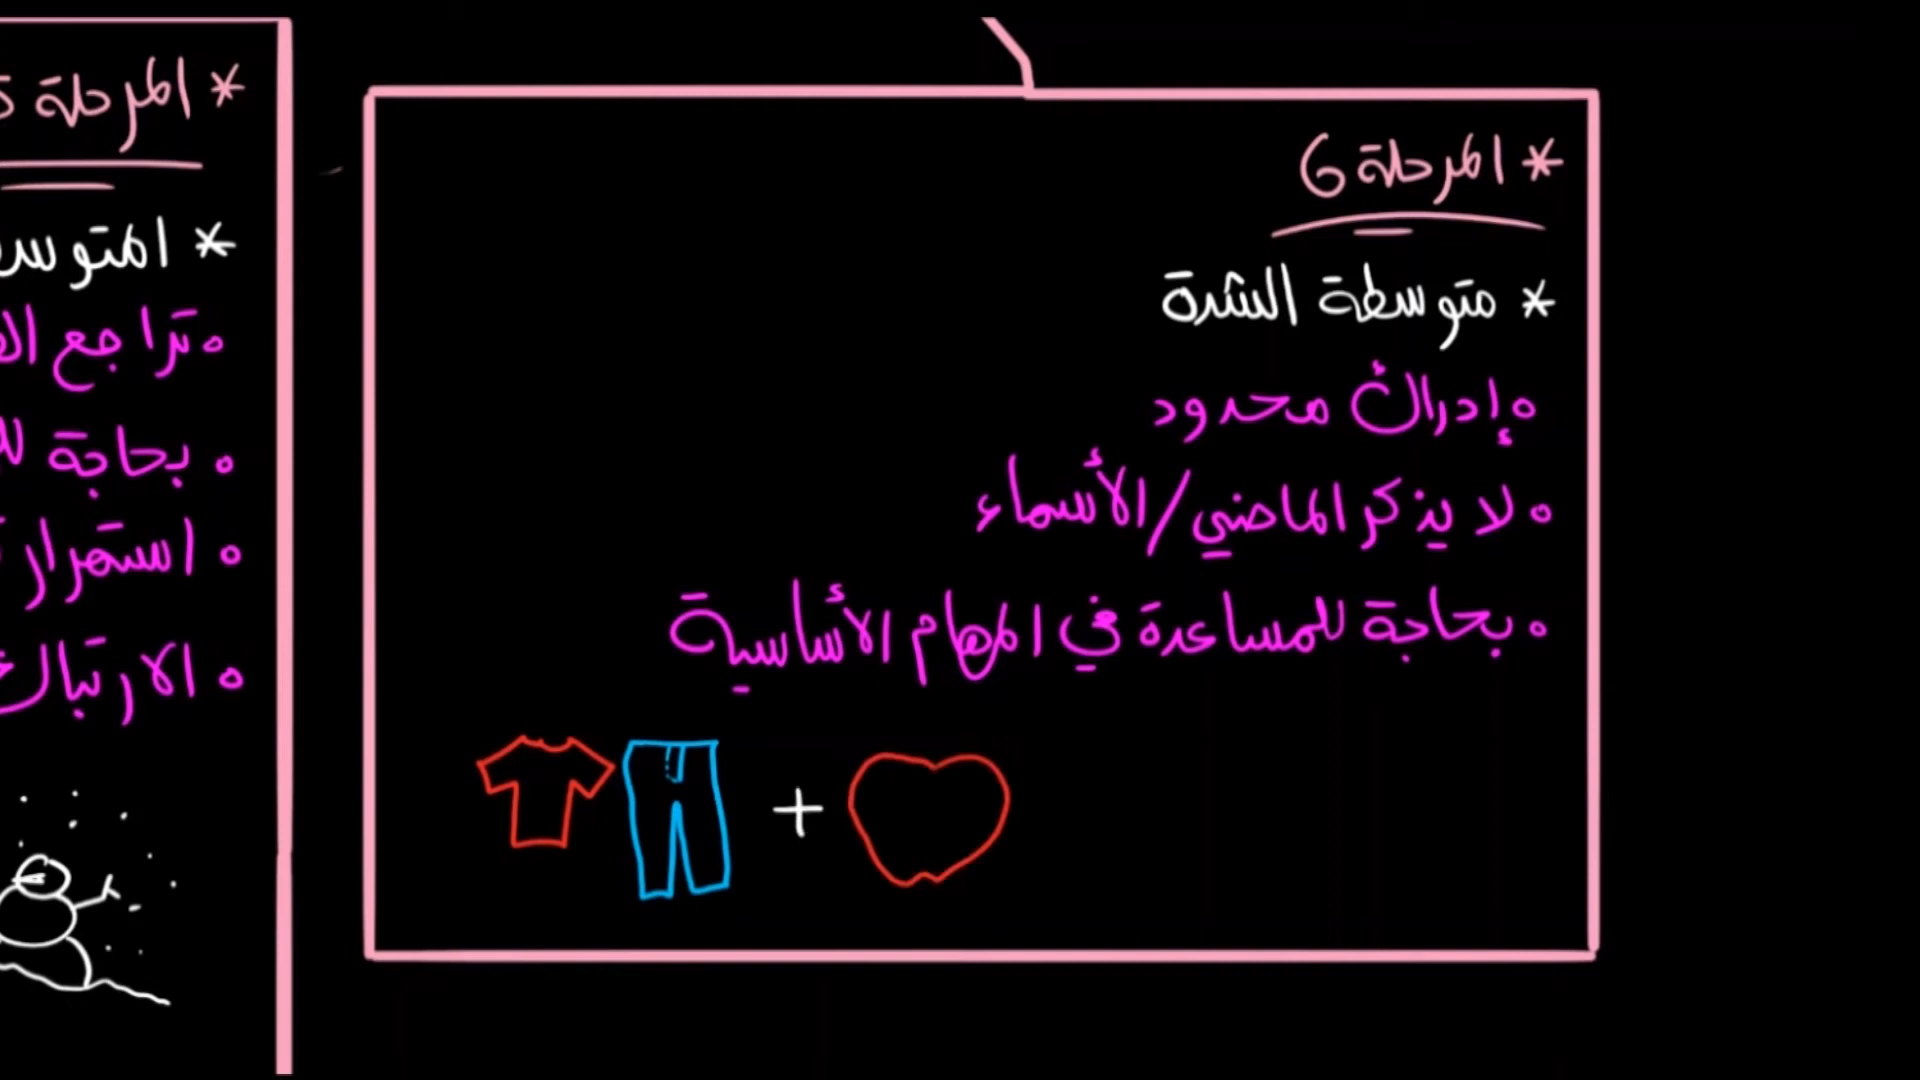 * المرحلة 6
* متوسطة الشدة
• إدراك محدود
• لا يذكر الماضي/الأسماء
• بحاجة للمساعدة في المهام الأساسية
+
* المرحلة
*
• تراجع
• بحاجة
• استمرار
• الارتباك